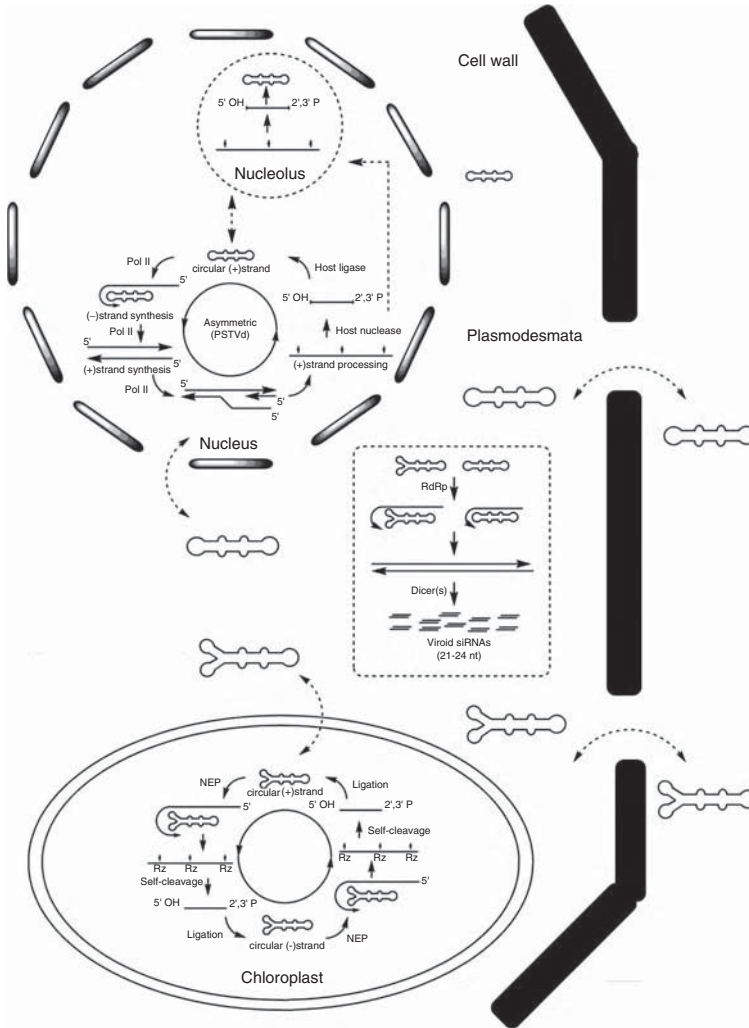 Cell wall
5' OH
2',3' P
Nucleolus
Pol II
circular (+)strand
Host ligase
5'
5' OH
2',3' P
(−)strand synthesis
Asymmetric
(PSTVd)
Host nuclease
Pol II
5'
5'
(+)strand synthesis
(+)strand processing
Pol II
5'
5'
5'
Nucleus
Plasmodesmata
RdRp
Dicer(s)
Viroid siRNAs
(21-24 nt)
NEP
circular (+)strand
Ligation
5'
5' OH
2',3' P
Self-cleavage
Rz
Rz
Rz
Rz
Rz
Rz
Self-cleavage
5'
5' OH
2',3' P
Ligation
circular (-)strand
NEP
Chloroplast